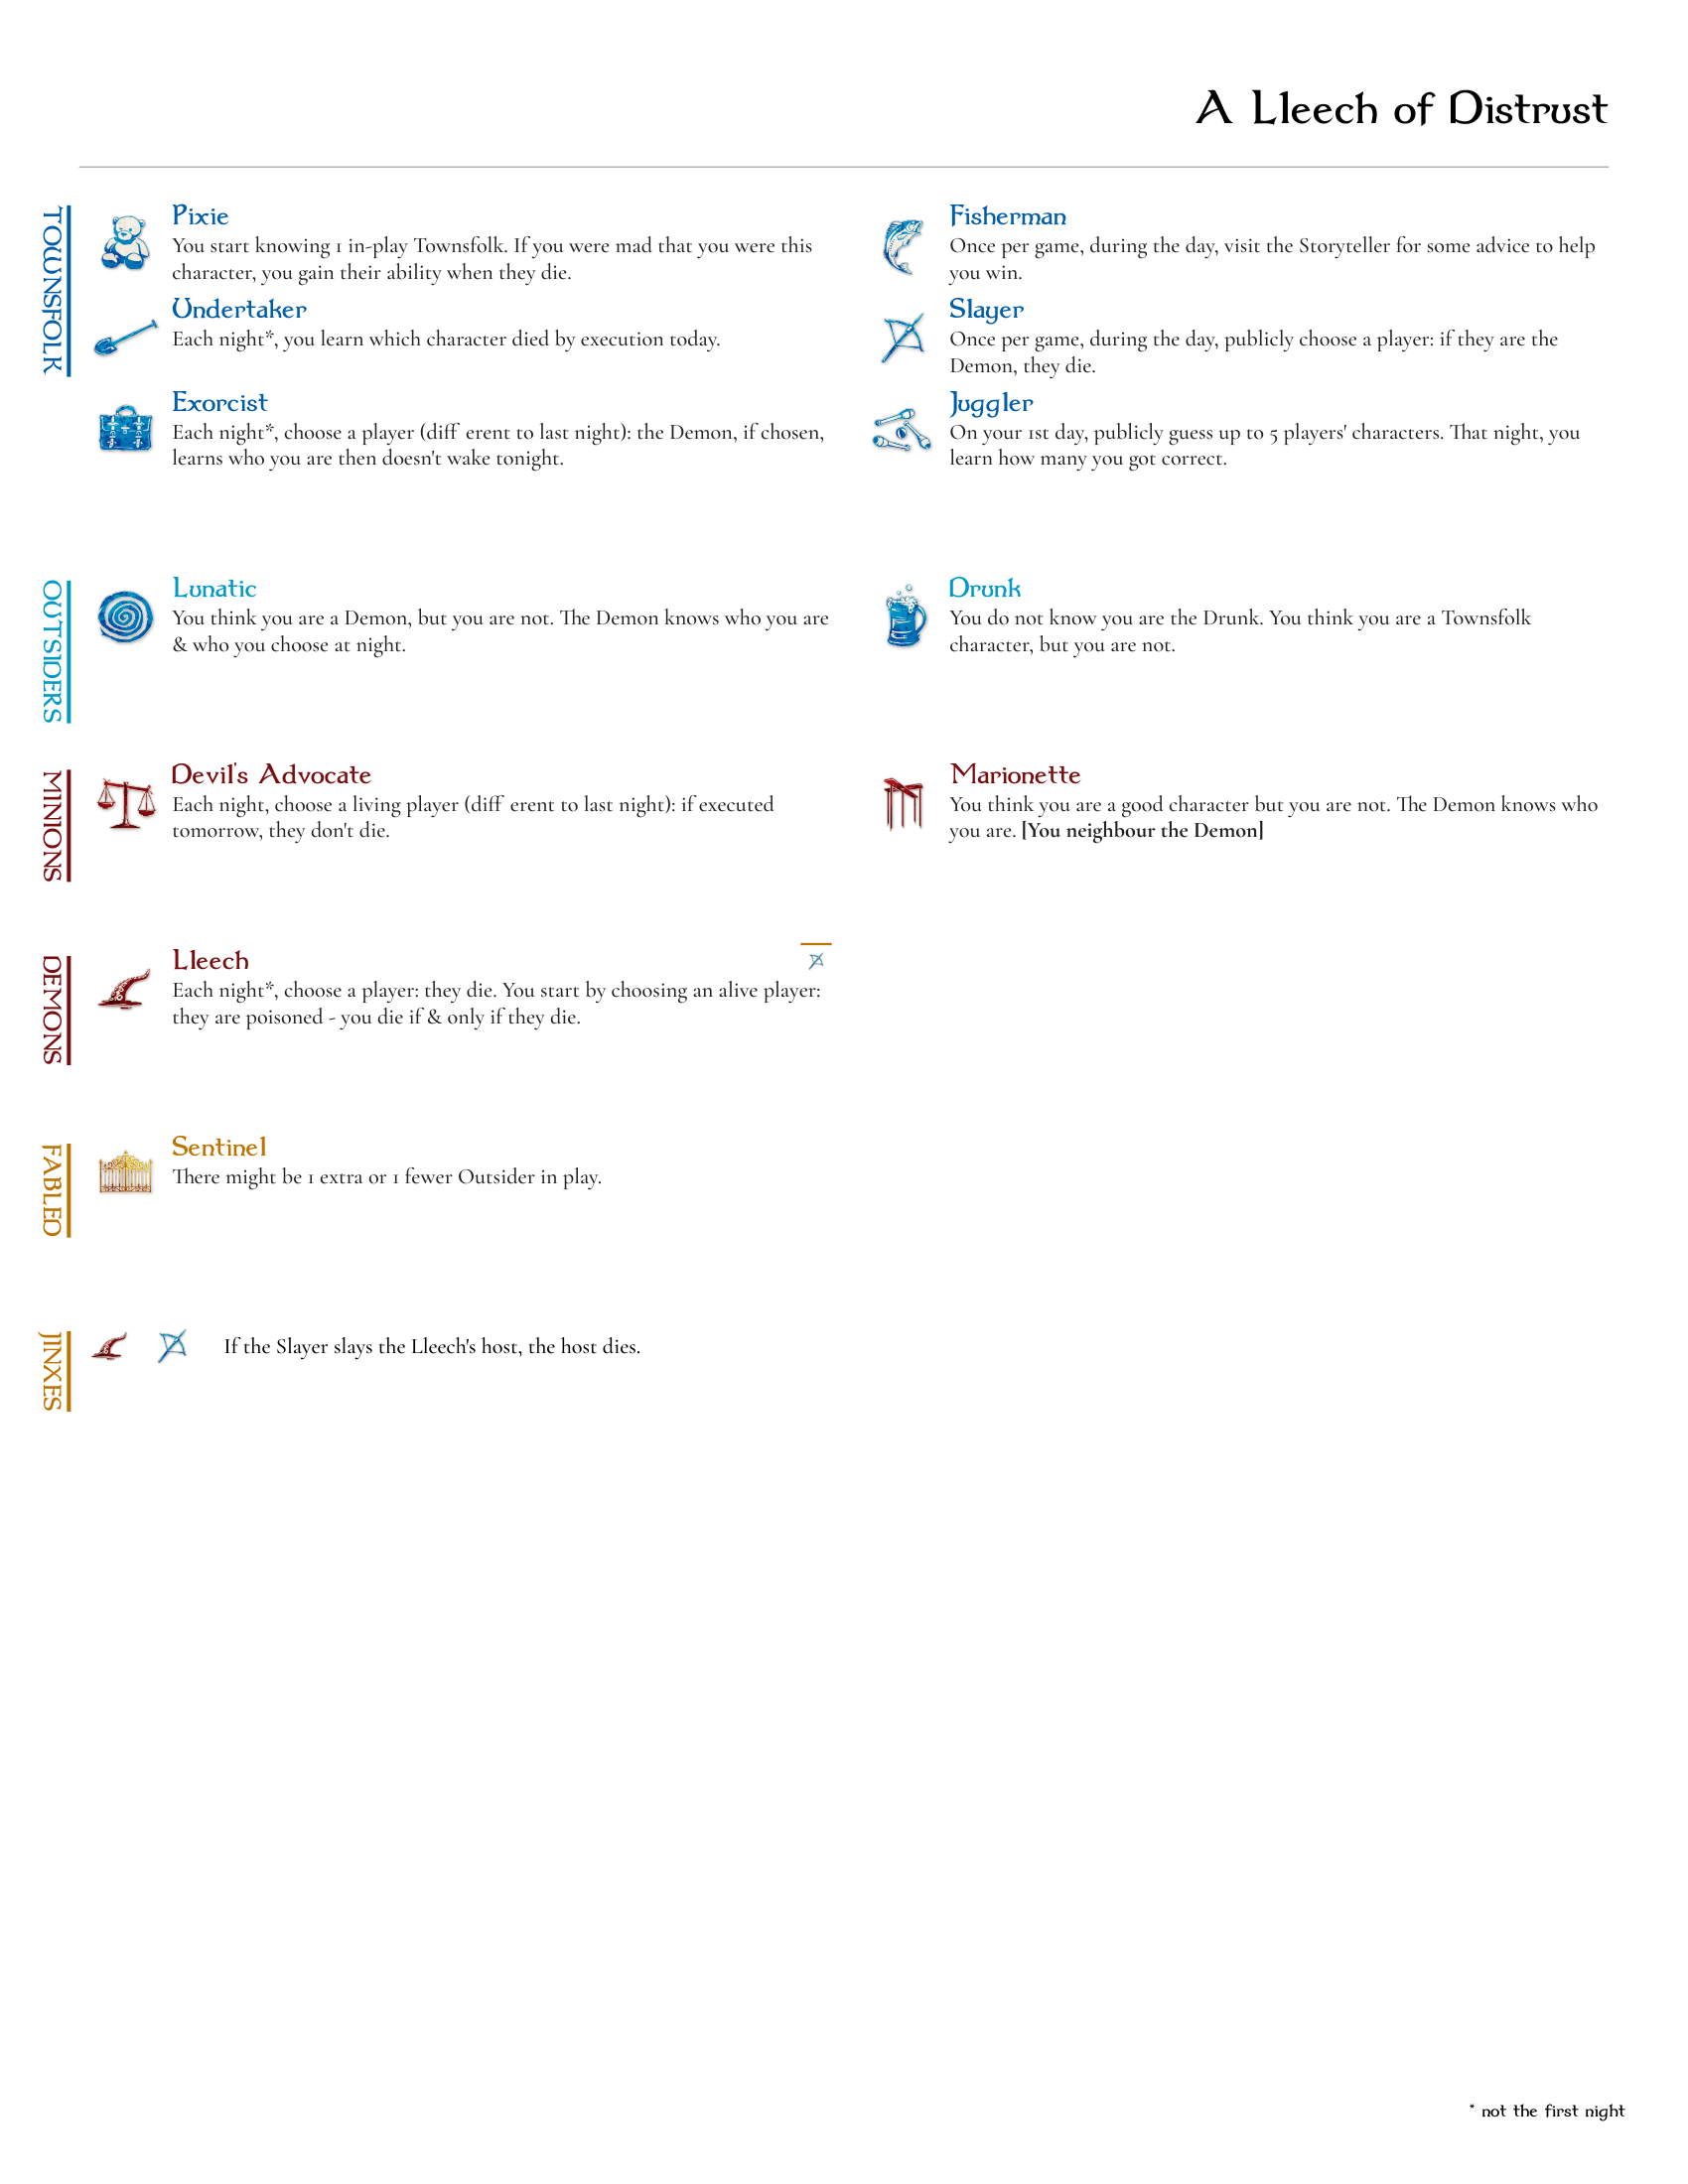 A Lleech of Distrust
TOWNSFOLK
Pixie
You start knowing 1 in-play Townsfolk. If you were mad that you were this
character, you gain their ability when they die.
Fisherman
Once per game, during the day, visit the Storyteller for some advice to help
you win.
Undertaker
Each night*, you learn which character died by execution today.
Slayer
Once per game, during the day, publicly choose a player: if they are the
Demon, they die.
Exorcist
Each night*, choose a player (diff erent to last night): the Demon, if chosen,
learns who you are then doesn't wake tonight.
Juggler
On your 1st day, publicly guess up to 5 players' characters. That night, you
learn how many you got correct.
OUTSIDERS
Lunatic
You think you are a Demon, but you are not. The Demon knows who you are
& who you choose at night.
Drunk
You do not know you are the Drunk. You think you are a Townsfolk
character, but you are not.
MINIONS
Devil's Advocate
Each night, choose a living player (diff erent to last night): if executed
tomorrow, they don't die.
Marionette
You think you are a good character but you are not. The Demon knows who
you are. [You neighbour the Demon]
DEMONS
Lleech
Each night*, choose a player: they die. You start by choosing an alive player:
they are poisoned - you die if & only if they die.
FABLED
Sentinel
There might be 1 extra or 1 fewer Outsider in play.
JINXES
If the Slayer slays the Lleech's host, the host dies.
* not the first night